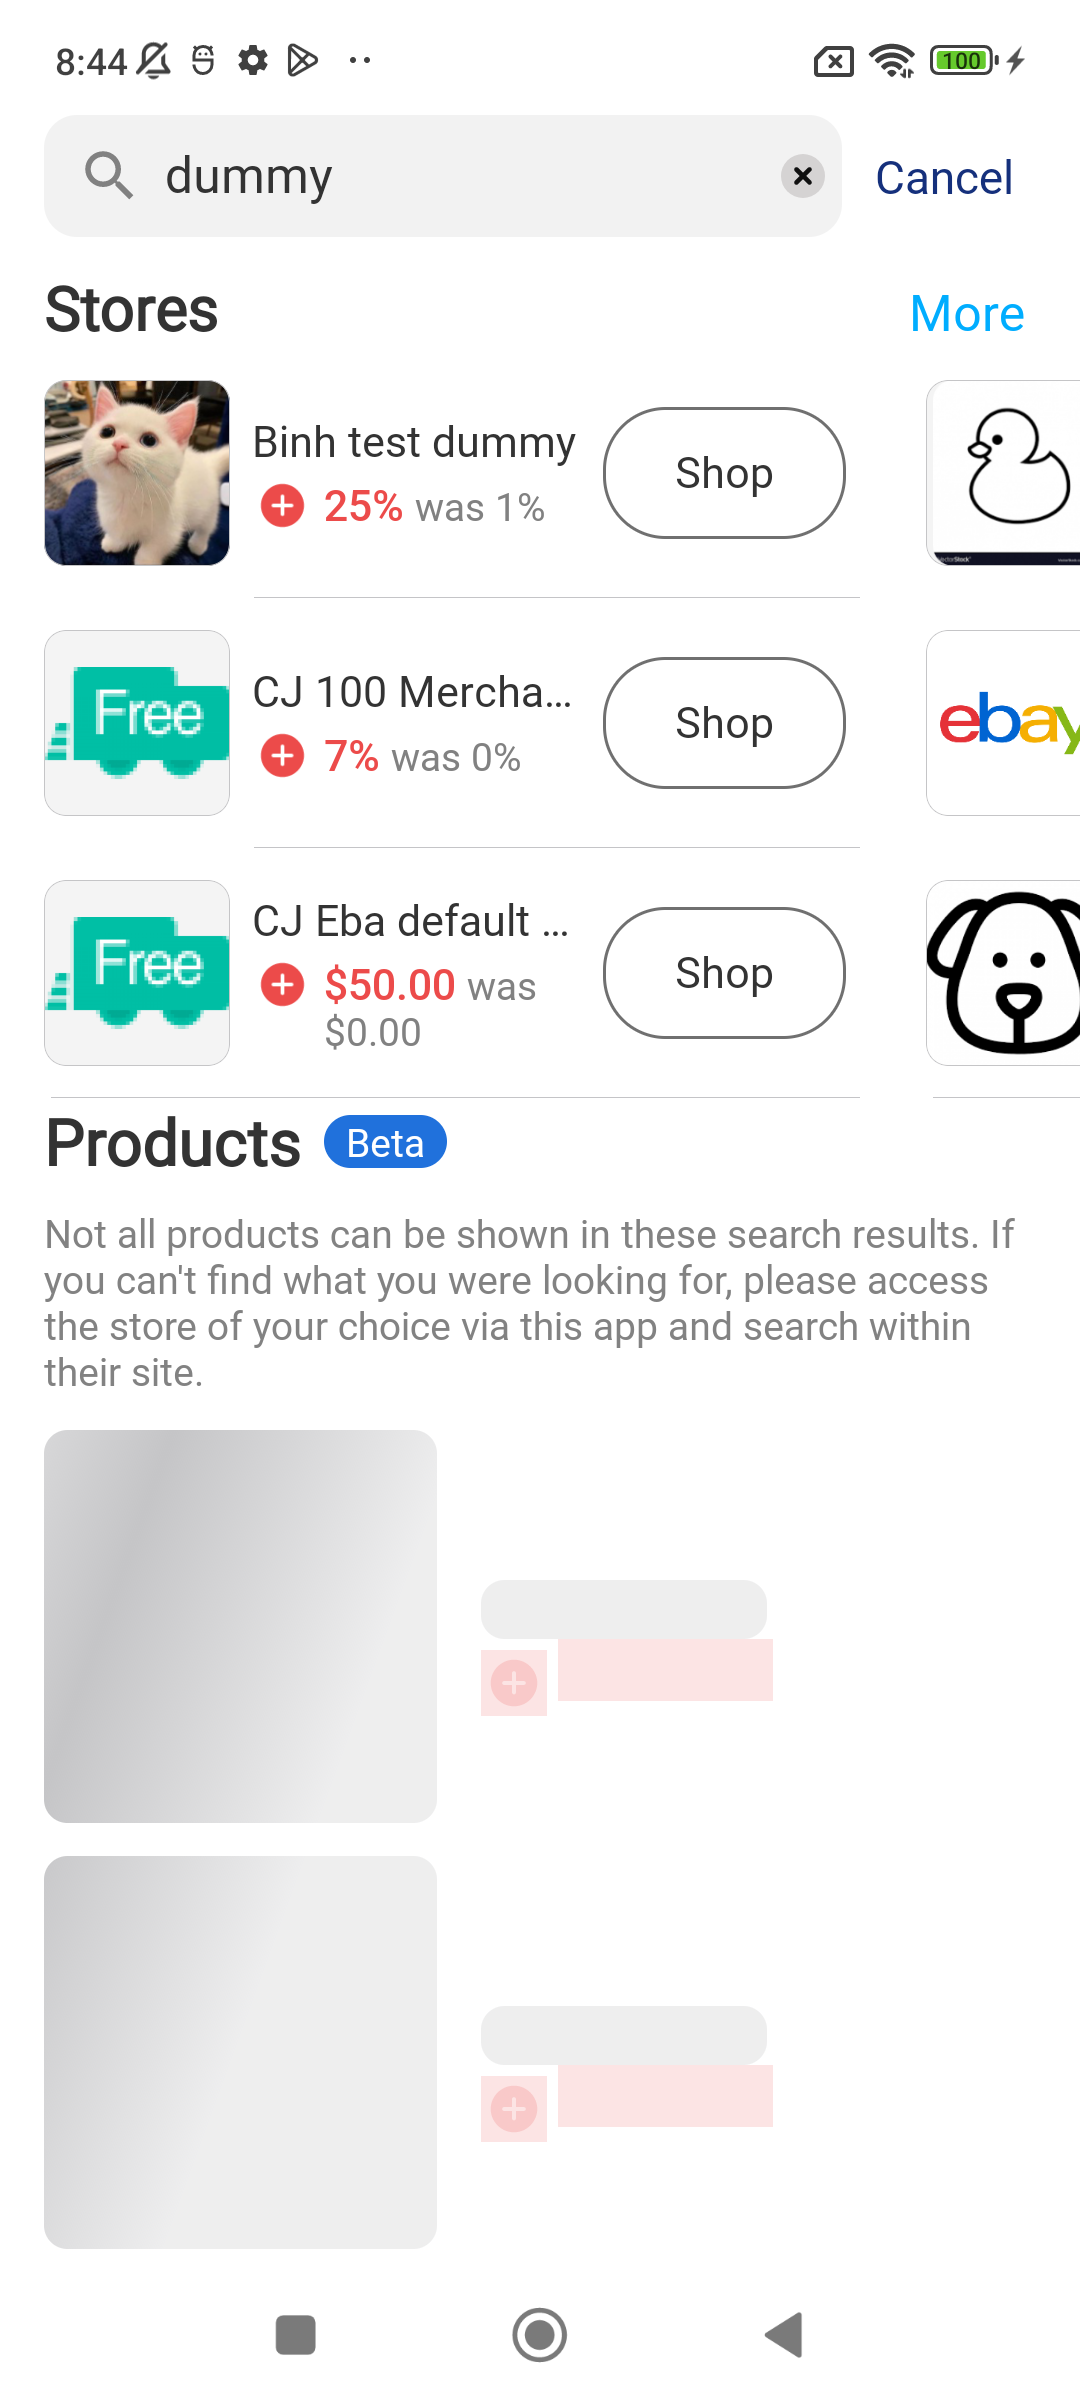 8:44
100
dummy
Cancel
Stores
More
Binh test dummy
25% was 1%
Shop
VectorStock
Free
CJ 100 Mercha...
7% was 0%
Shop
ebay
Free
CJ Eba default ...
$50.00 was
$0.00
Shop
Products
Beta
Not all products can be shown in these search results. If
you can't find what you were looking for, please access
the store of your choice via this app and search within
their site.